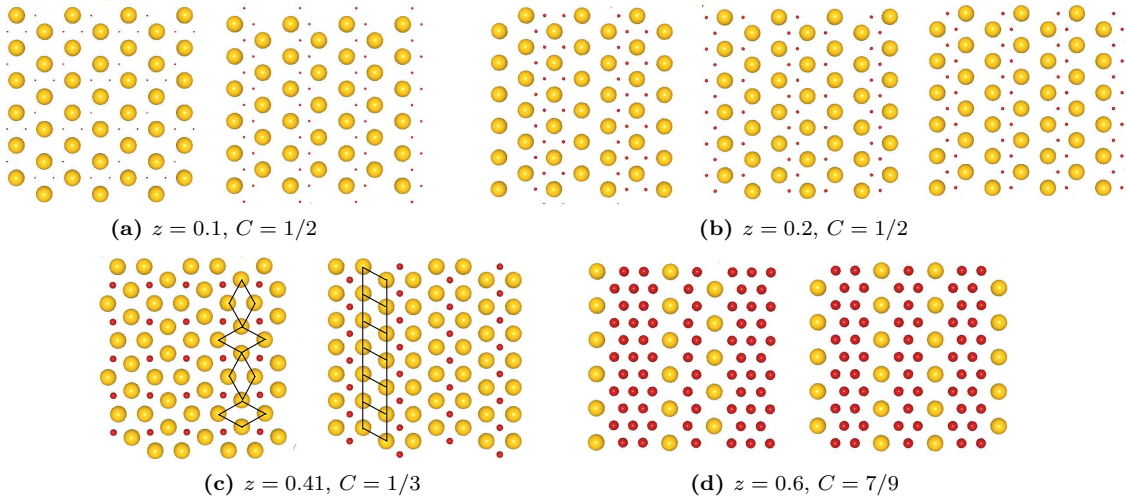 (a) z = 0.1, C = 1/2
(b) z = 0.2, C = 1/2
(c) z = 0.41, C = 1/3
(d) z = 0.6, C = 7/9